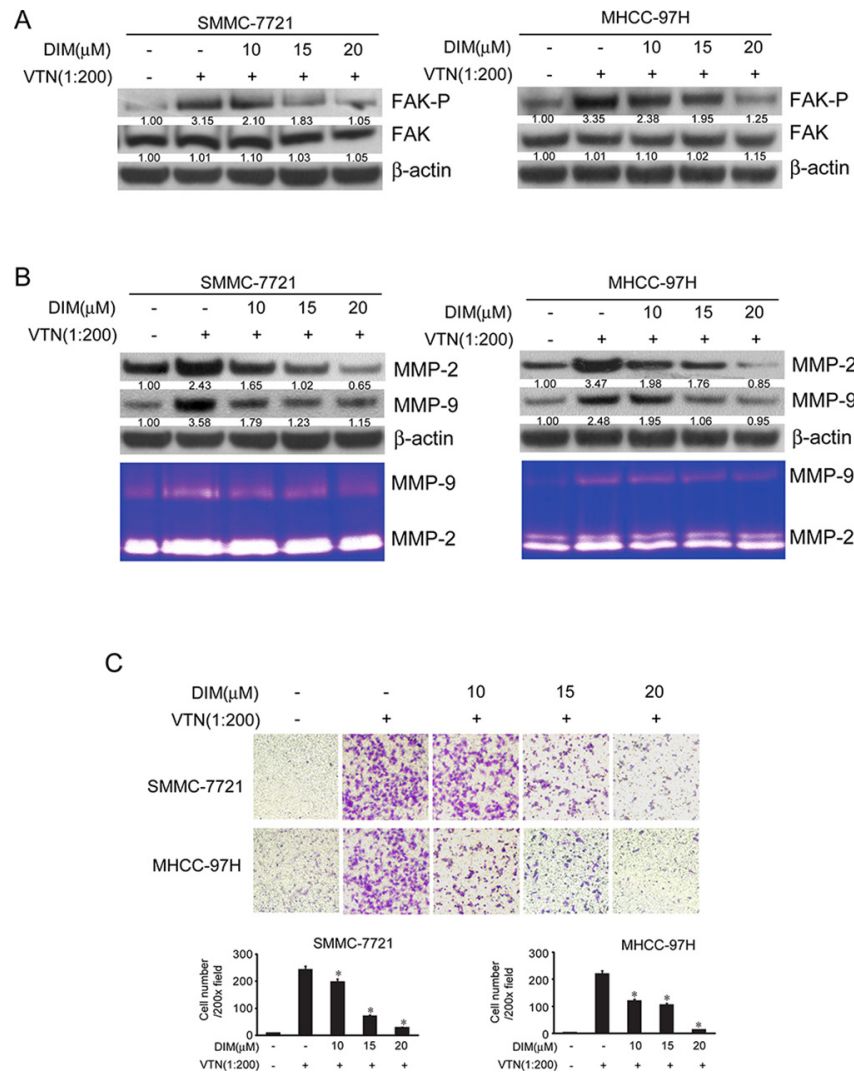 A
SMMC-7721
DIM(μM) - - 10 15 20
VTN(1:200) - + + + +
FAK-P
1.00 3.15 2.10 1.83 1.05
FAK
1.00 1.01 1.10 1.03 1.05
β-actin
MHCC-97H
DIM(μM) - - 10 15 20
VTN(1:200) - + + + +
FAK-P
1.00 3.35 2.38 1.95 1.25
FAK
1.00 1.01 1.10 1.02 1.15
β-actin
B
SMMC-7721
DIM(μM) - - 10 15 20
VTN(1:200) - + + + +
MMP-2
1.00 2.43 1.65 1.02 0.65
MMP-9
1.00 3.58 1.79 1.23 1.15
β-actin
MMP-9
MMP-2
MHCC-97H
DIM(μM) - - 10 15 20
VTN(1:200) - + + + +
MMP-2
1.00 3.47 1.98 1.76 0.85
MMP-9
1.00 2.48 1.95 1.06 0.95
β-actin
MMP-9
MMP-2
C
DIM(μM) - - 10 15 20
VTN(1:200) - + + + +
SMMC-7721
MHCC-97H
SMMC-7721
Cell number
/200x field
300
200
100
0
* * *
DIM(μM) - - 10 15 20
VTN(1:200) - + + + +
MHCC-97H
Cell number
/200x field
300
200
100
0
* * *
DIM(μM) - - 10 15 20
VTN(1:200) - + + + +